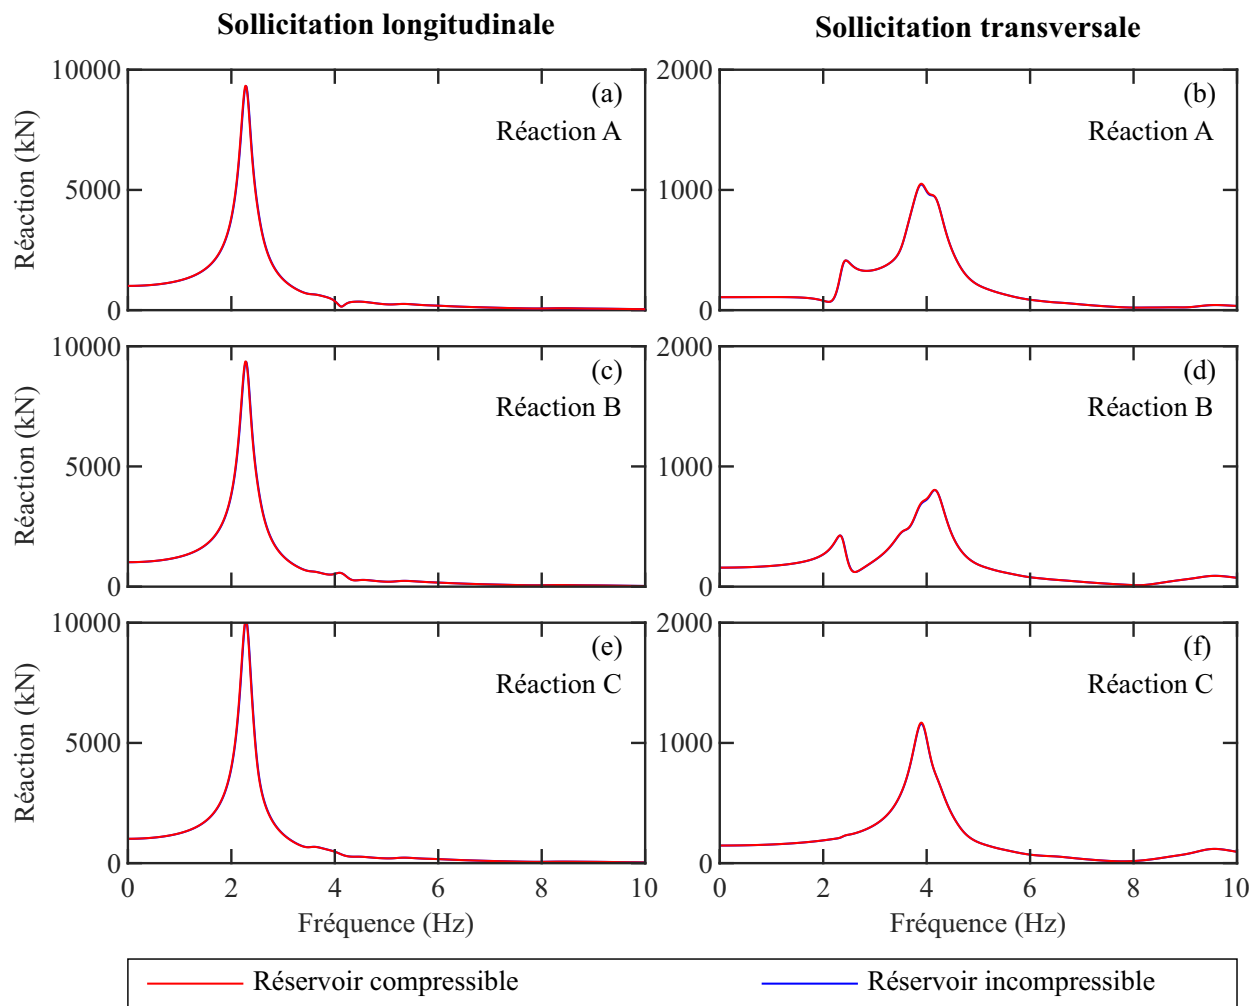 Sollicitation longitudinale
Sollicitation transversale
10000
5000
0
Réaction (kN)
(a)
Réaction A
2000
1000
0
Réaction (kN)
(b)
Réaction A
10000
5000
0
Réaction (kN)
(c)
Réaction B
2000
1000
0
(d)
Réaction B
10000
5000
0
Réaction (kN)
(e)
Réaction C
2000
1000
0
(f)
Réaction C
0 2 4 6 8 10
Fréquence (Hz)
0 2 4 6 8 10
Fréquence (Hz)
Réservoir compressible
Réservoir incompressible